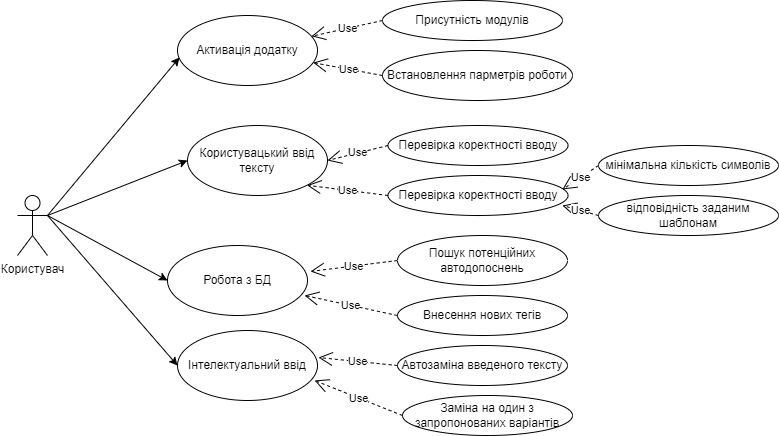 Присутність модулів
Use
Активація додатку
Use
Встановлення парметрів роботи
Користувацький ввід
тексту
Use
Перевірка коректності вводу
Use
Перевірка коректності вводу
Use
мінімальна кількість символів
Use
відповідність заданим
шаблонам
Користувач
Робота з БД
Use
Пошук потенційних
автодопоснень
Use
Внесення нових тегів
Інтелектуальний ввід
Use
Автозаміна введеного тексту
Use
Заміна на один з
запропонованих варіантів